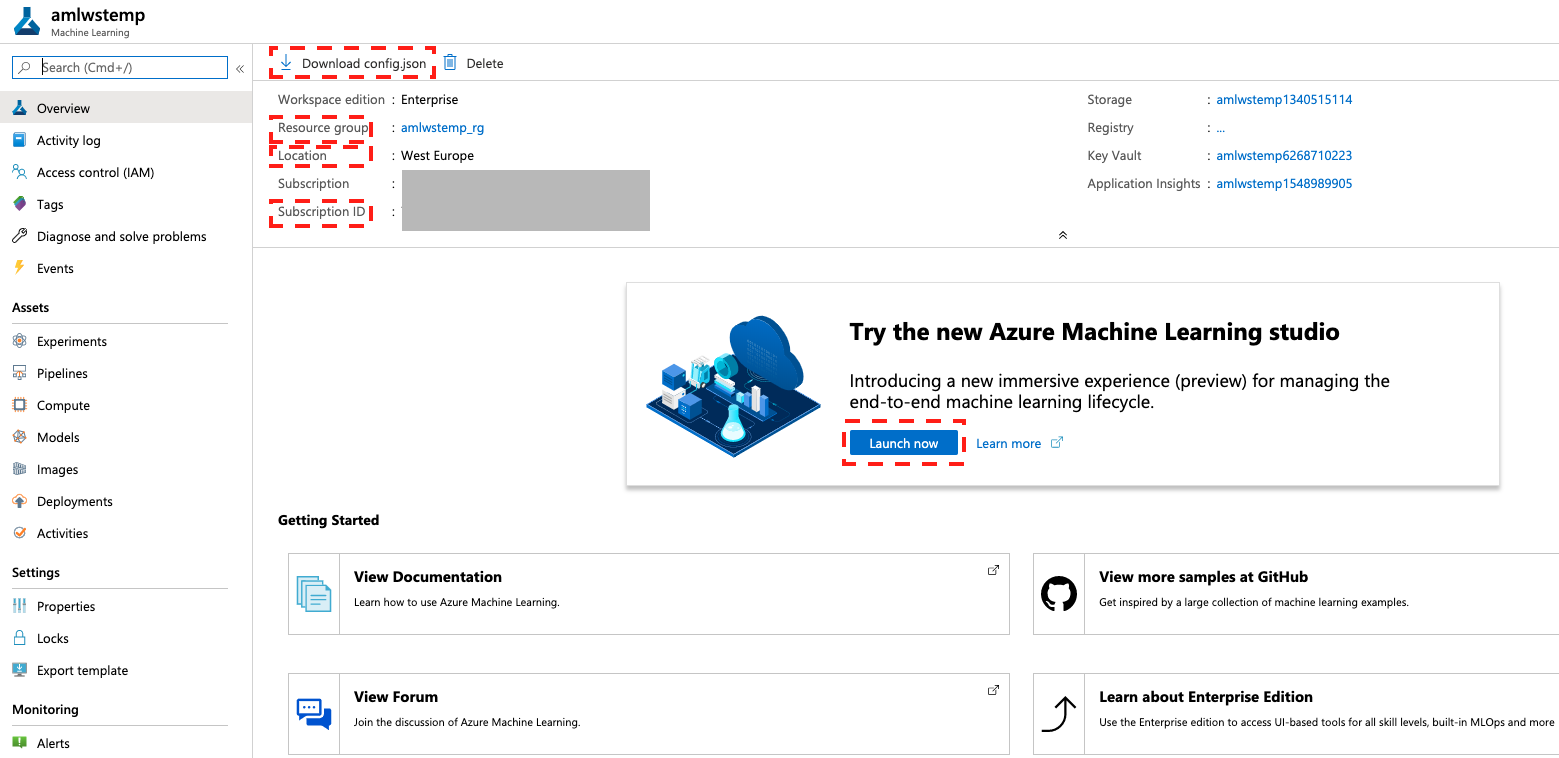 amlwstemp
Machine Learning
Search (Cmd+/)
«
Overview
Activity log
Access control (IAM)
Tags
Diagnose and solve problems
Events
Assets
Experiments
Pipelines
Compute
Models
Images
Deployments
Activities
Settings
Properties
Locks
Export template
Monitoring
Alerts
Download config.json Delete
Workspace edition : Enterprise
Resource group : amlwstemp_rg
Location : West Europe
Subscription :
Subscription ID :
Storage : amlwstemp1340515114
Registry : ...
Key Vault : amlwstemp6268710223
Application Insights : amlwstemp1548989905
Try the new Azure Machine Learning studio
Introducing a new immersive experience (preview) for managing the
end-to-end machine learning lifecycle.
Launch now Learn more
Getting Started
View Documentation
Learn how to use Azure Machine Learning.
View more samples at GitHub
Get inspired by a large collection of machine learning examples.
View Forum
Join the discussion of Azure Machine Learning.
Learn about Enterprise Edition
Use the Enterprise edition to access UI-based tools for all skill levels, built-in MLOps and more